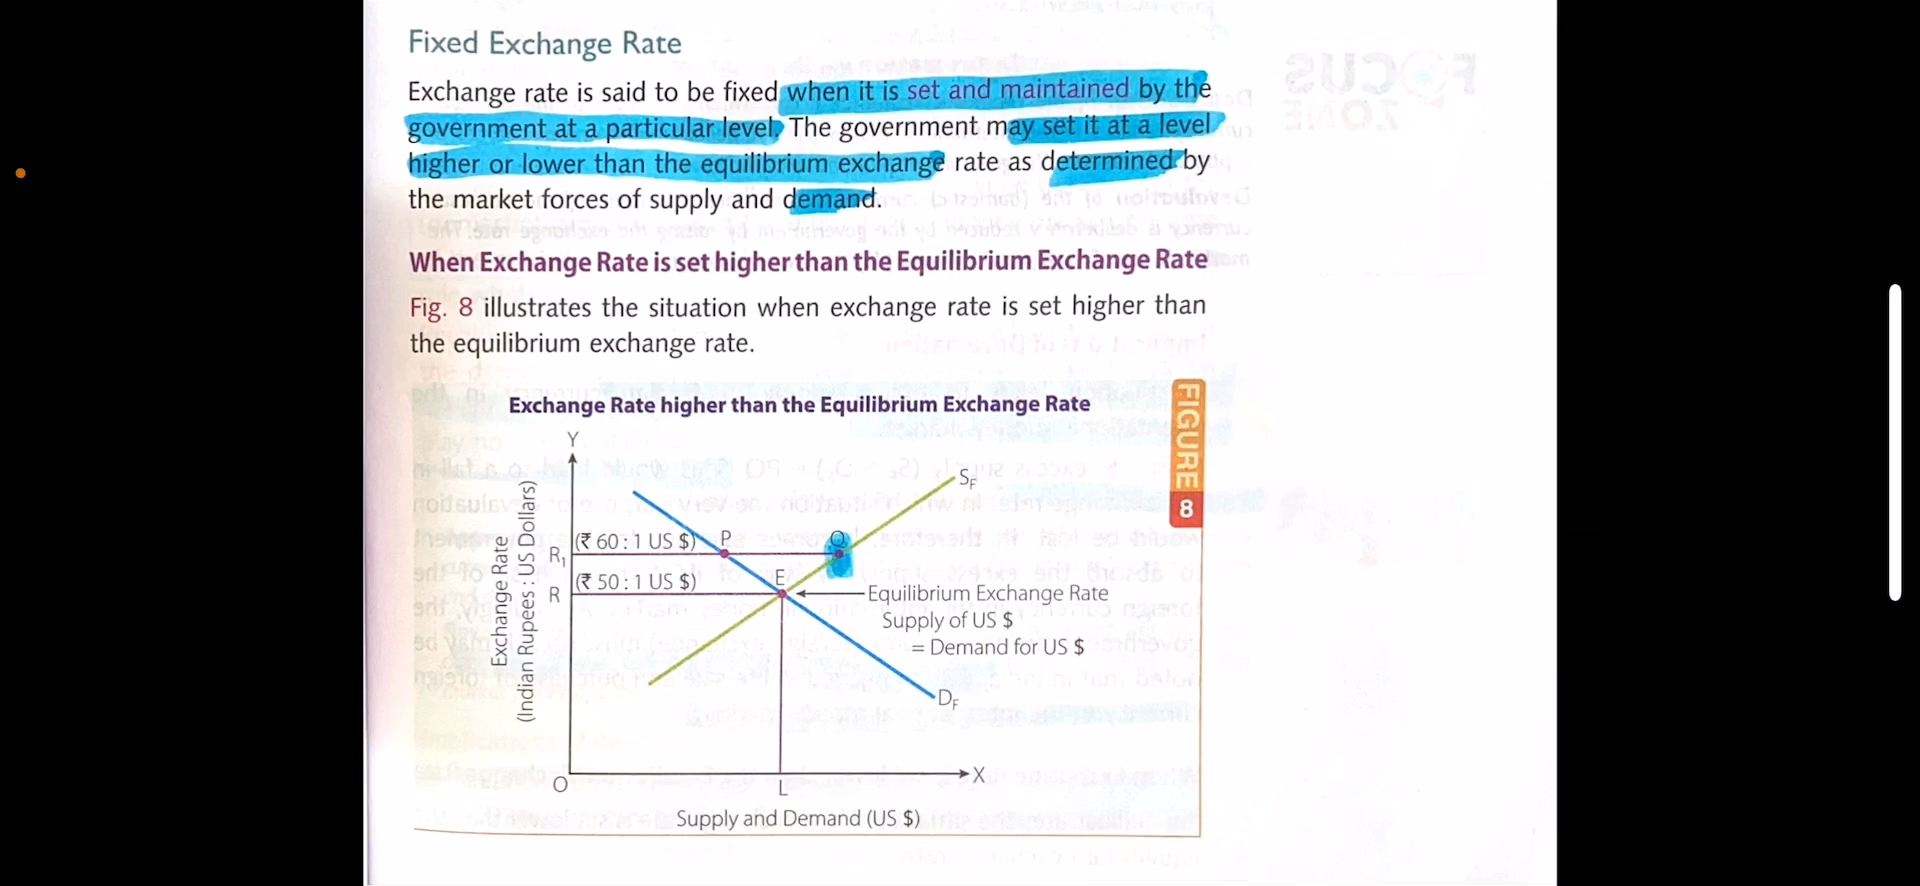 Fixed Exchange Rate
Exchange rate is said to be fixed when it is set and maintained by the
government at a particular level. The government may set it at a level
higher or lower than the equilibrium exchange rate as determined by
the market forces of supply and demand.
When Exchange Rate is set higher than the Equilibrium Exchange Rate
Fig. 8 illustrates the situation when exchange rate is set higher than
the equilibrium exchange rate.
Exchange Rate higher than the Equilibrium Exchange Rate
FIGURE 8
Y
Exchange Rate
(Indian Rupees : US Dollars)
SF
(₹ 60 : 1 US $) P Q
R1
(₹ 50 : 1 US $) E
R
Equilibrium Exchange Rate
Supply of US $
= Demand for US $
DF
O L X
Supply and Demand (US $)
FOCUS
ZONE